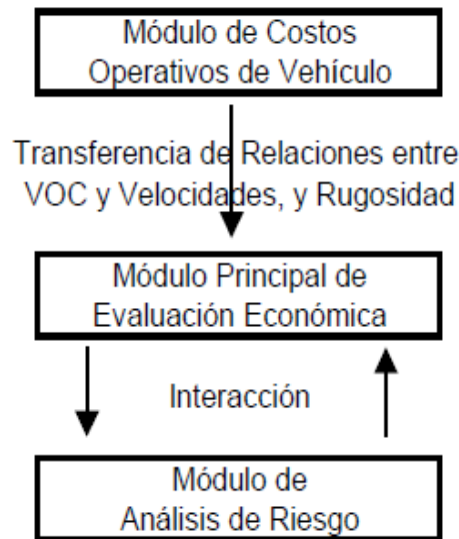 Módulo de Costos
Operativos de Vehículo
Transferencia de Relaciones entre
VOC y Velocidades, y Rugosidad
Módulo Principal de
Evaluación Económica
Interacción
Módulo de
Análisis de Riesgo